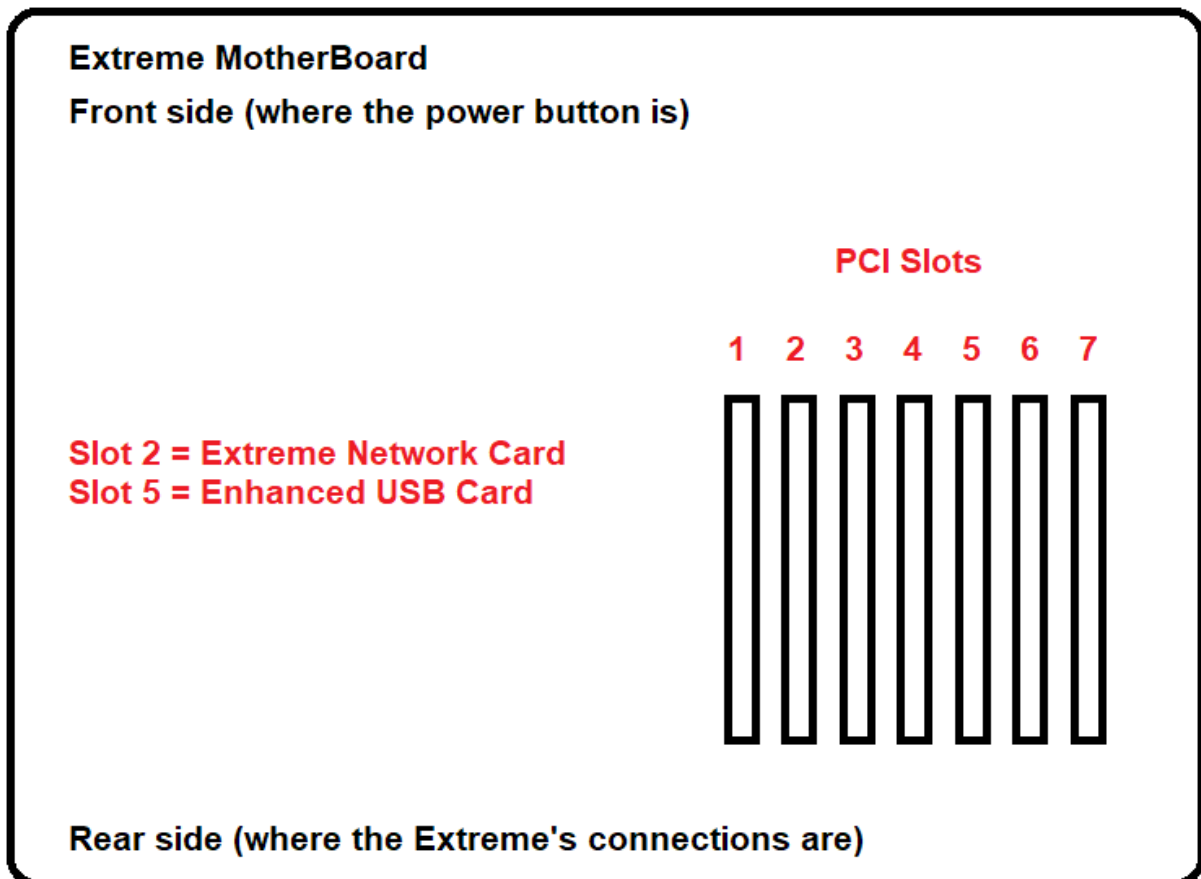 Extreme MotherBoard
Front side (where the power button is)
PCI Slots
1 2 3 4 5 6 7
Slot 2 = Extreme Network Card
Slot 5 = Enhanced USB Card
Rear side (where the Extreme's connections are)